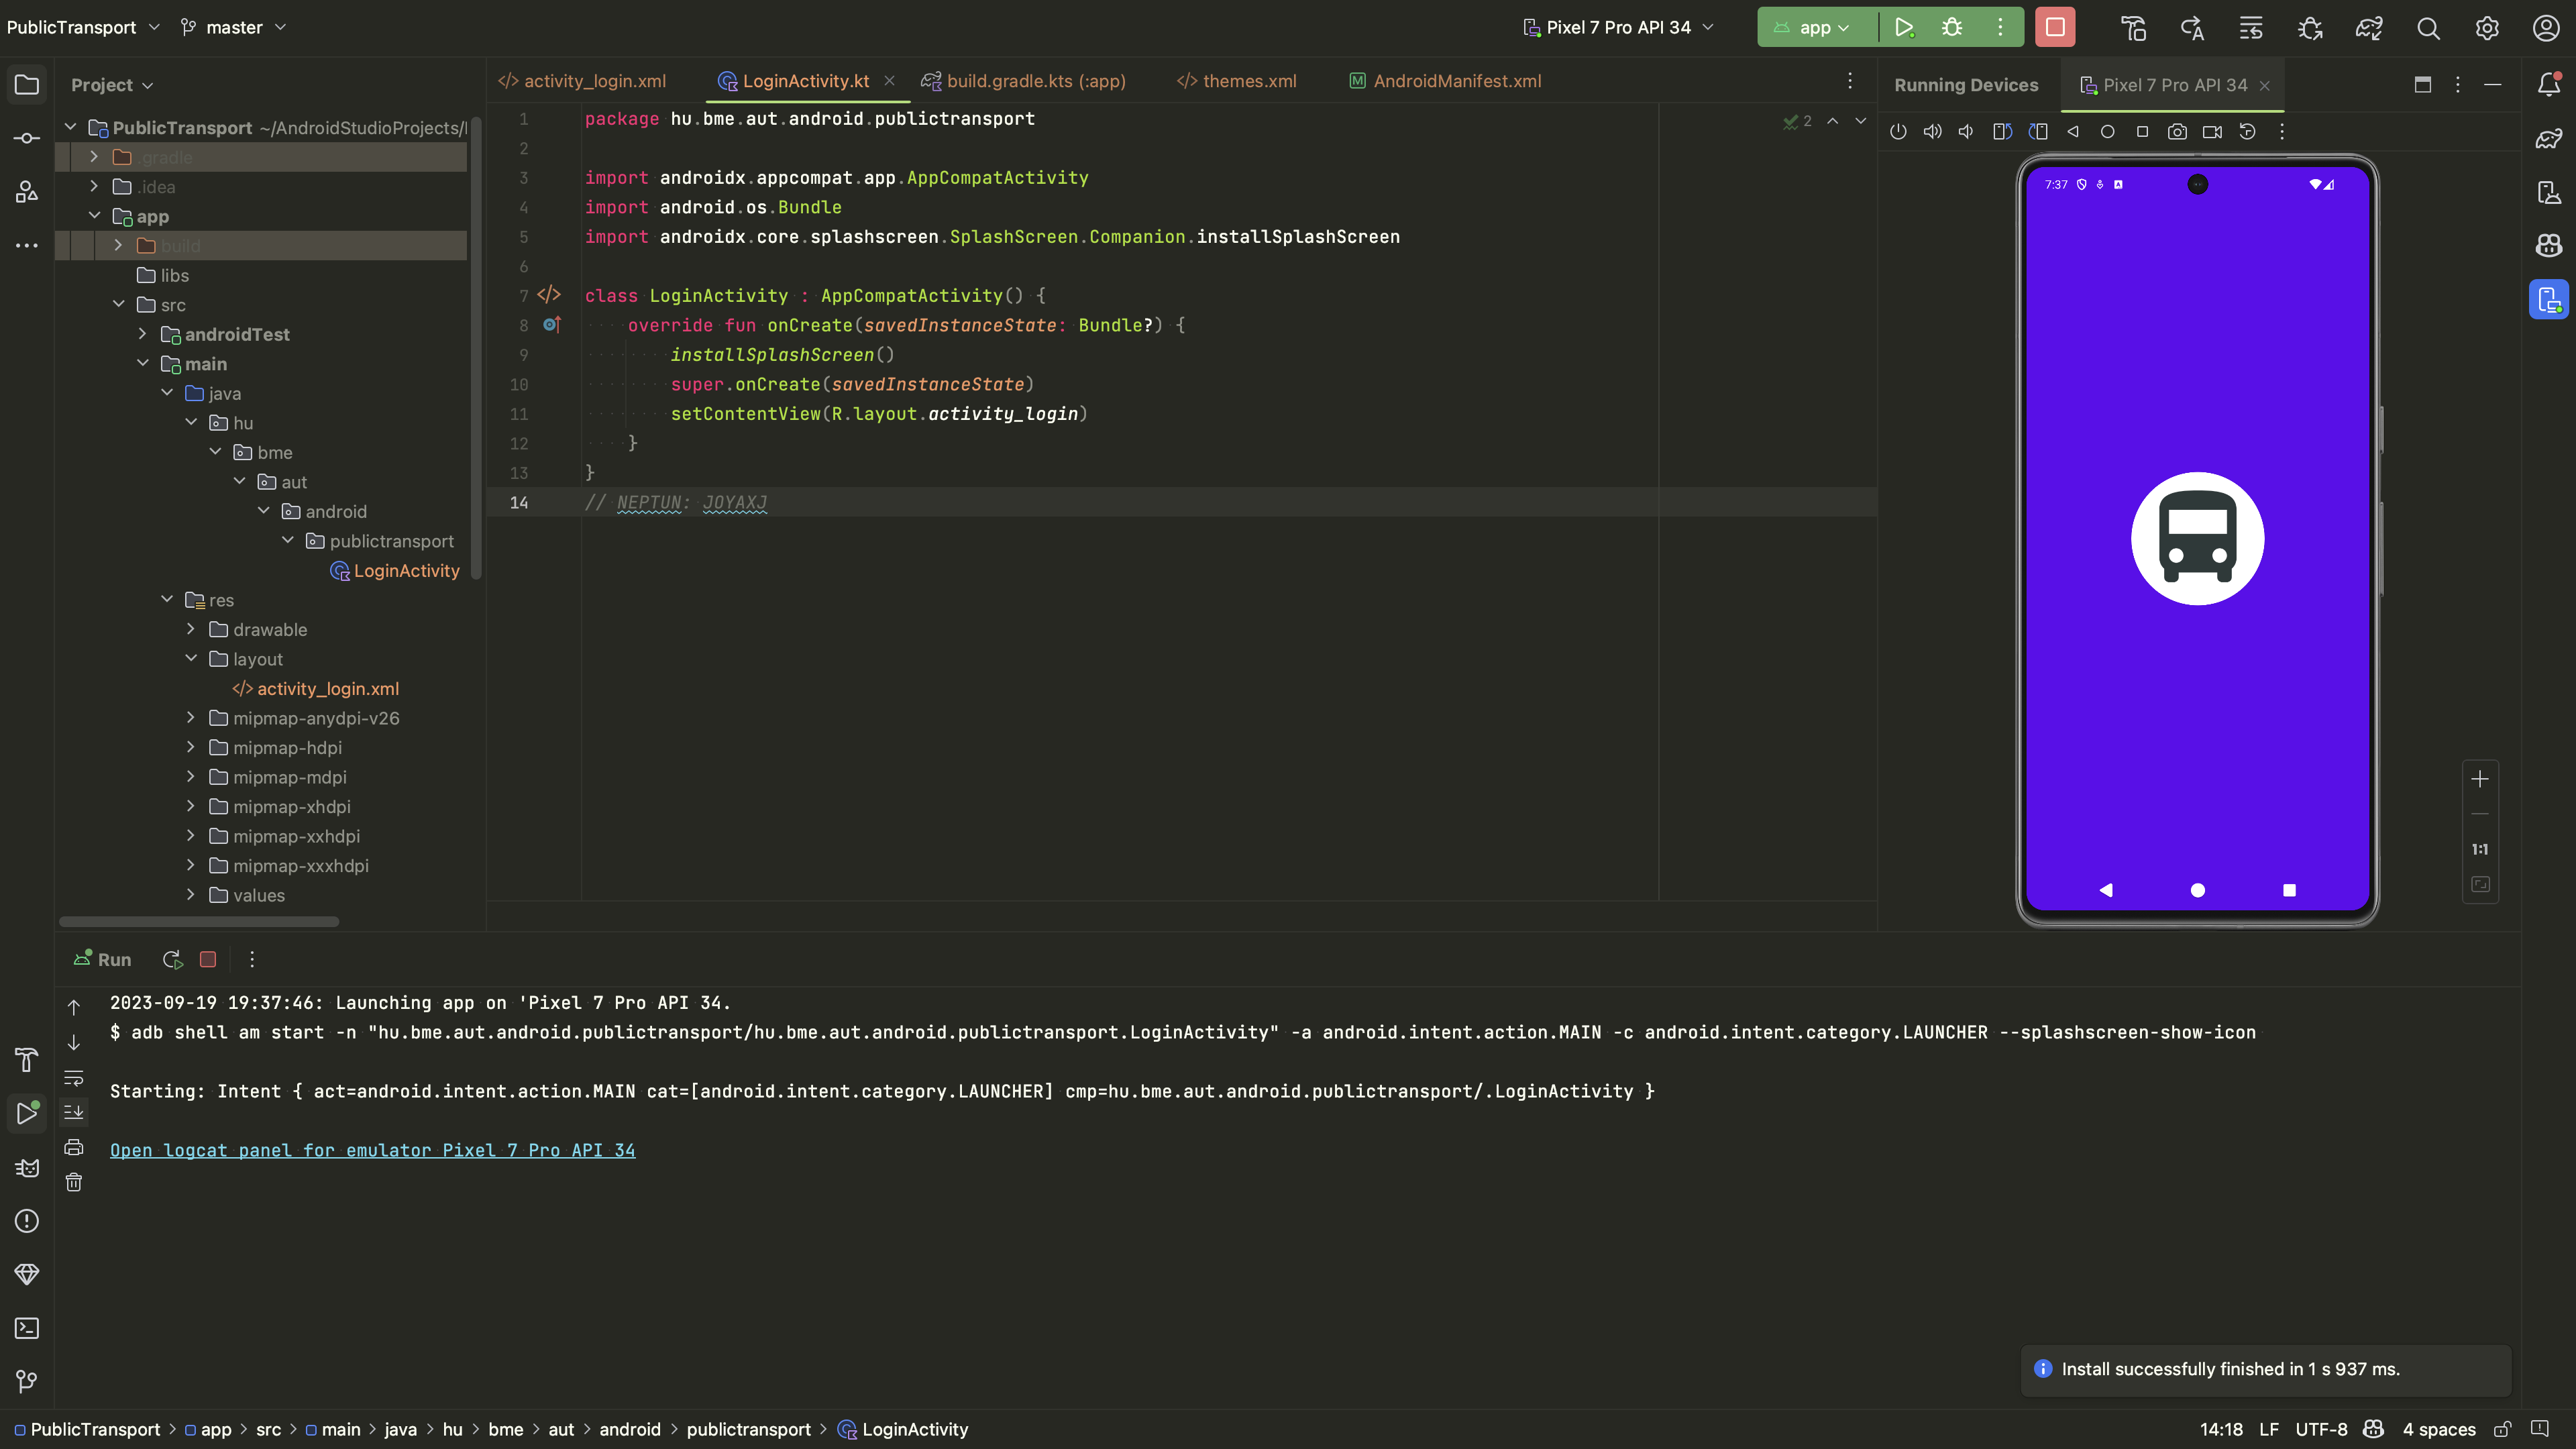 PublicTransport
master
Pixel 7 Pro API 34
app
Project
PublicTransport ~/AndroidStudioProjects/
.gradle
.idea
app
build
libs
src
androidTest
main
java
hu
bme
aut
android
publictransport
LoginActivity
res
drawable
layout
activity_login.xml
mipmap-anydpi-v26
mipmap-hdpi
mipmap-mdpi
mipmap-xhdpi
mipmap-xxhdpi
mipmap-xxxhdpi
values
activity_login.xml
LoginActivity.kt
build.gradle.kts (:app)
themes.xml
AndroidManifest.xml
2
1 package hu.bme.aut.android.publictransport
2
3 import androidx.appcompat.app.AppCompatActivity
4 import android.os.Bundle
5 import androidx.core.splashscreen.SplashScreen.Companion.installSplashScreen
6
7 class LoginActivity : AppCompatActivity() {
8 override fun onCreate(savedInstanceState: Bundle?) {
9 installSplashScreen()
10 super.onCreate(savedInstanceState)
11 setContentView(R.layout.activity_login)
12 }
13 }
14 // NEPTUN: JOYAXJ
Running Devices
Pixel 7 Pro API 34
7:37
1:1
Run
2023-09-19 19:37:46: Launching app on 'Pixel 7 Pro API 34.
$ adb shell am start -n "hu.bme.aut.android.publictransport/hu.bme.aut.android.publictransport.LoginActivity" -a android.intent.action.MAIN -c android.intent.category.LAUNCHER --splashscreen-show-icon
Starting: Intent { act=android.intent.action.MAIN cat=[android.intent.category.LAUNCHER] cmp=hu.bme.aut.android.publictransport/.LoginActivity }
Open logcat panel for emulator Pixel 7 Pro API 34
Install successfully finished in 1 s 937 ms.
PublicTransport > app > src > main > java > hu > bme > aut > android > publictransport > LoginActivity
14:18 LF UTF-8 4 spaces